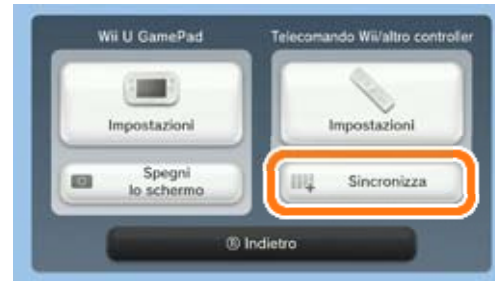 Wii U GamePad
Telecomando Wii/altro controller
Impostazioni
Impostazioni
Spegni
lo schermo
Sincronizza
Ⓑ Indietro